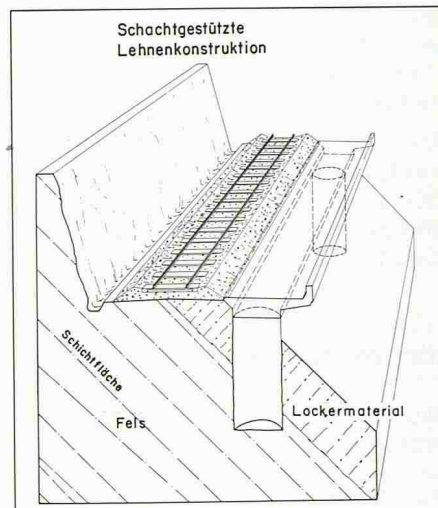 Schachtgestützte
Lehnenkonstruktion
Schichtfläche
Fels
Lockermaterial